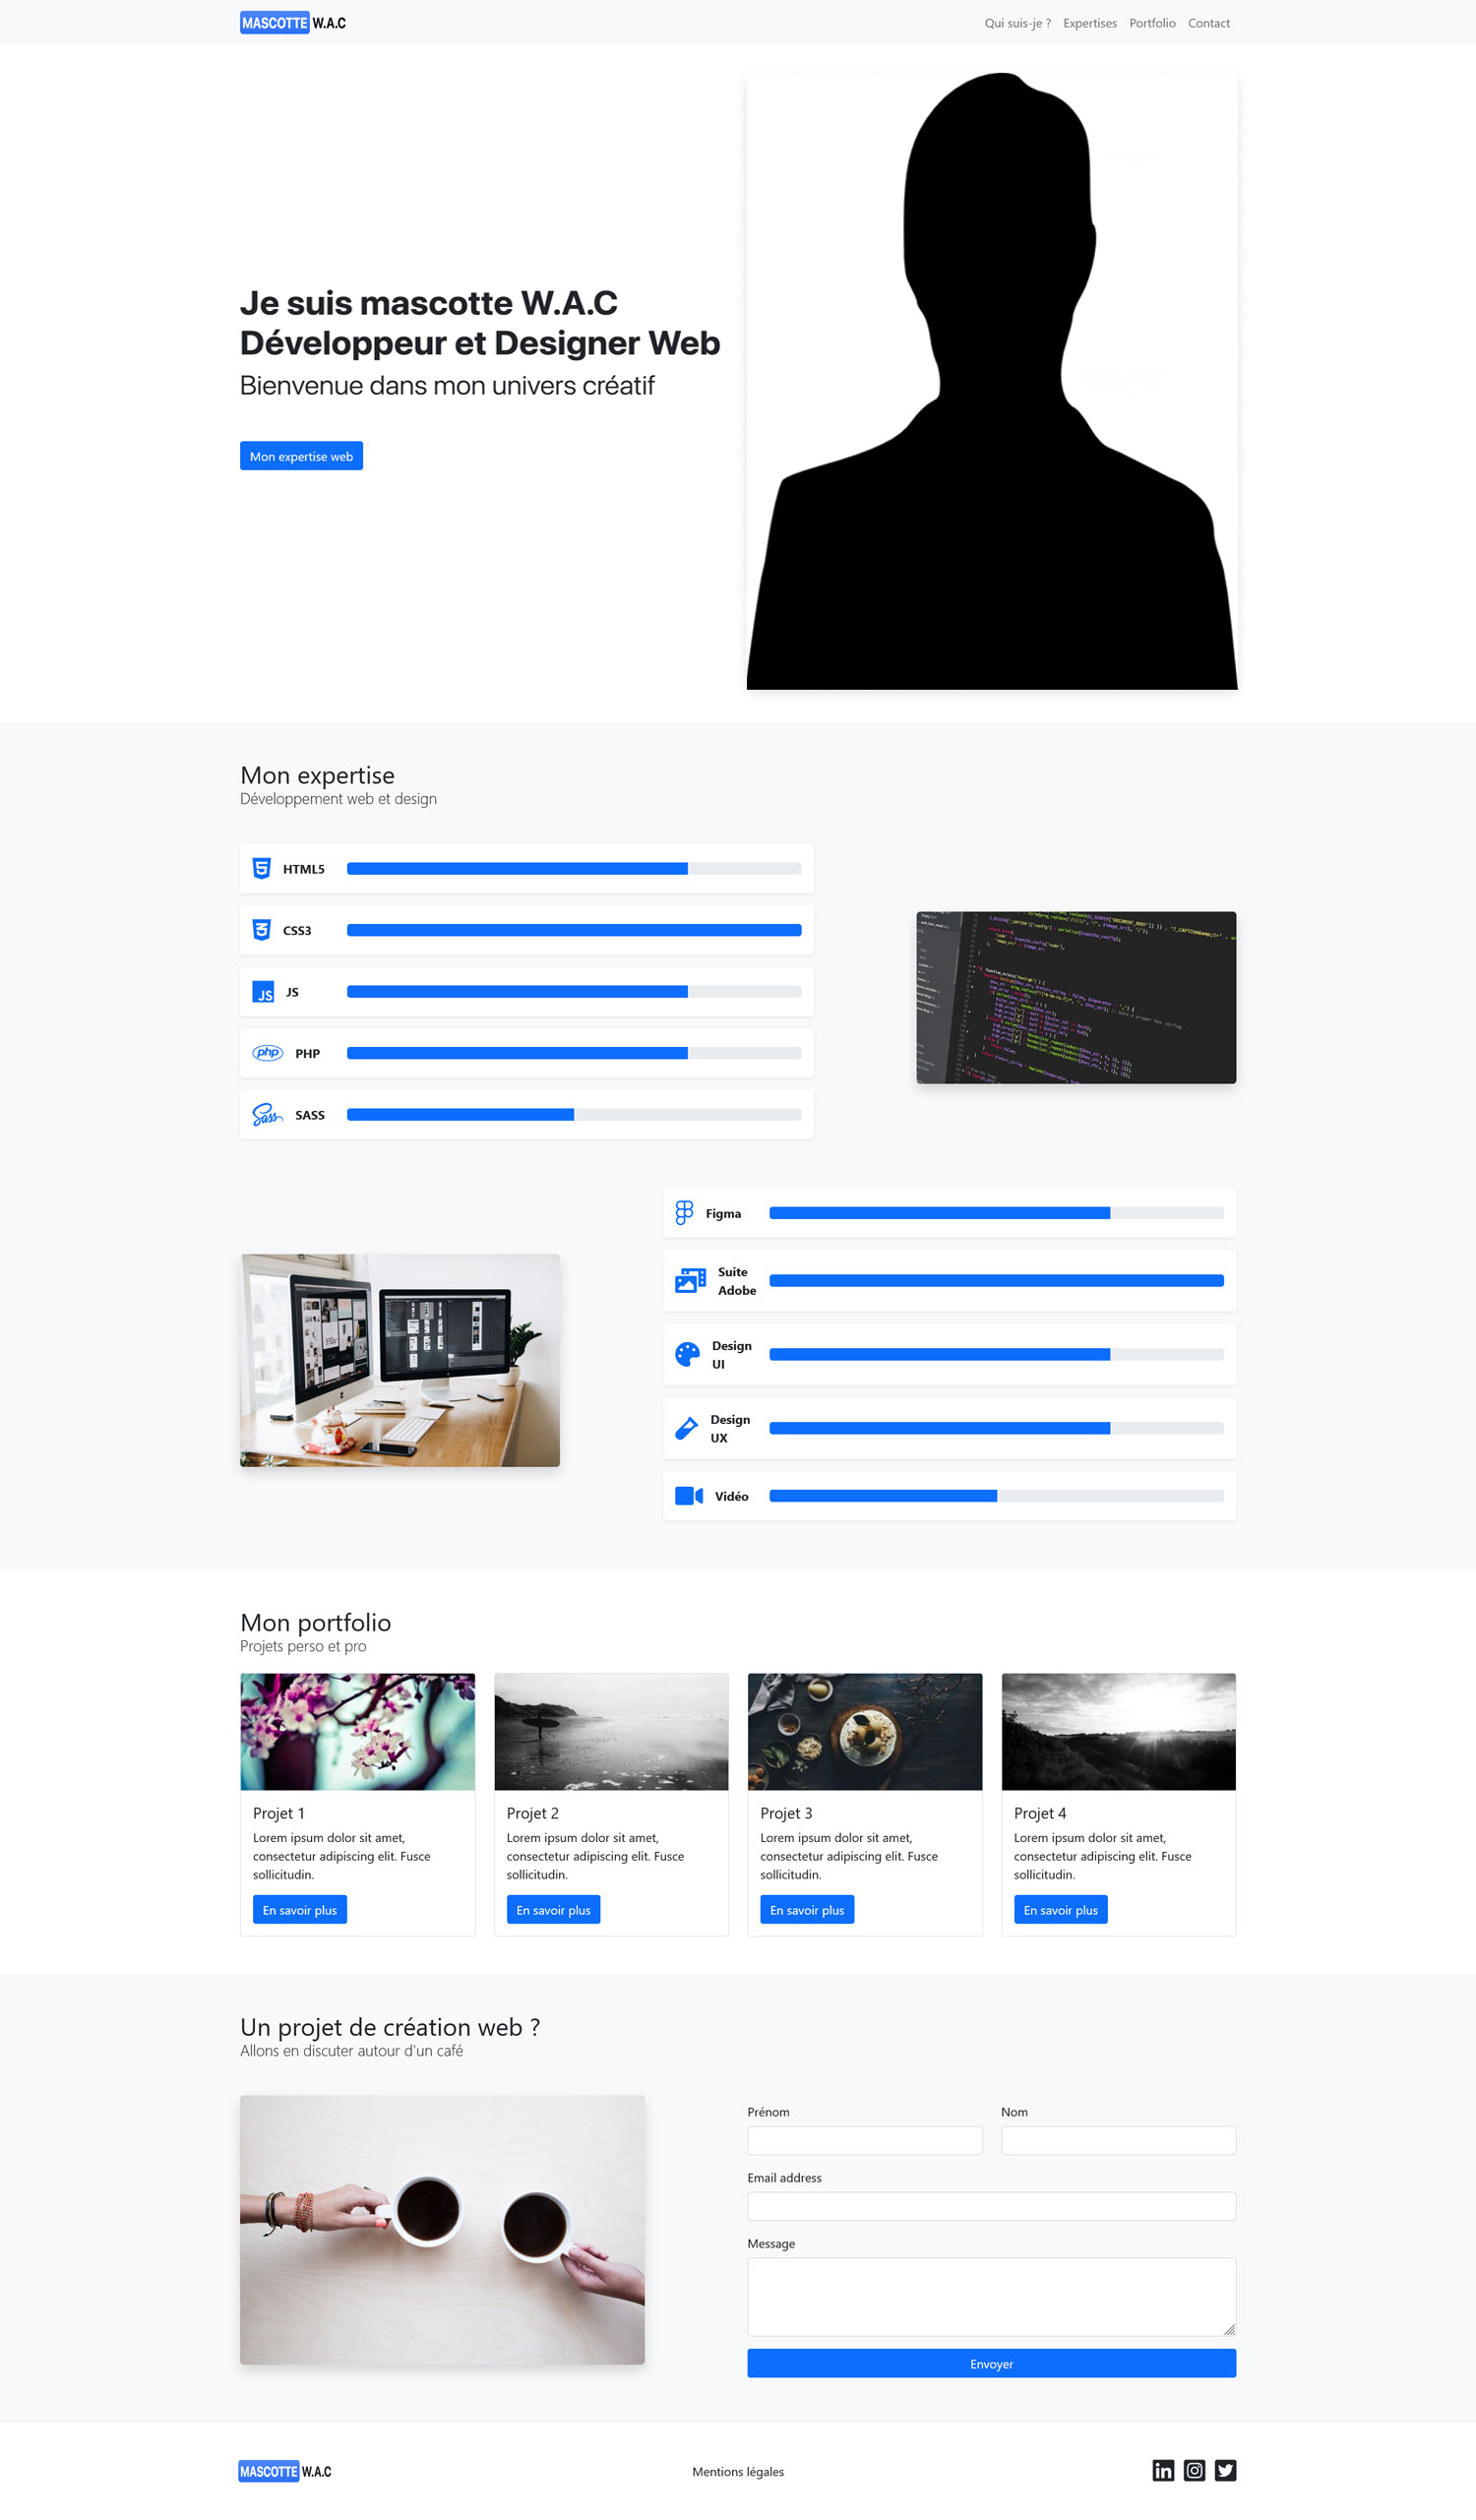 MASCOTTE W.A.C
Qui suis-je ? Expertises Portfolio Contact
Je suis mascotte W.A.C
Développeur et Designer Web
Bienvenue dans mon univers créatif
Mon expertise web
Mon expertise
Développement web et design
HTML5
CSS3
JS JS
php PHP
Sass SASS
Figma
Suite
Adobe
Design
UI
Design
UX
Vidéo
Mon portfolio
Projets perso et pro
Projet 1
Lorem ipsum dolor sit amet,
consectetur adipiscing elit. Fusce
sollicitudin.
En savoir plus
Projet 2
Lorem ipsum dolor sit amet,
consectetur adipiscing elit. Fusce
sollicitudin.
En savoir plus
Projet 3
Lorem ipsum dolor sit amet,
consectetur adipiscing elit. Fusce
sollicitudin.
En savoir plus
Projet 4
Lorem ipsum dolor sit amet,
consectetur adipiscing elit. Fusce
sollicitudin.
En savoir plus
Un projet de création web ?
Allons en discuter autour d'un café
Prénom Nom
Email address
Message
Envoyer
MASCOTTE W.A.C
Mentions légales
in